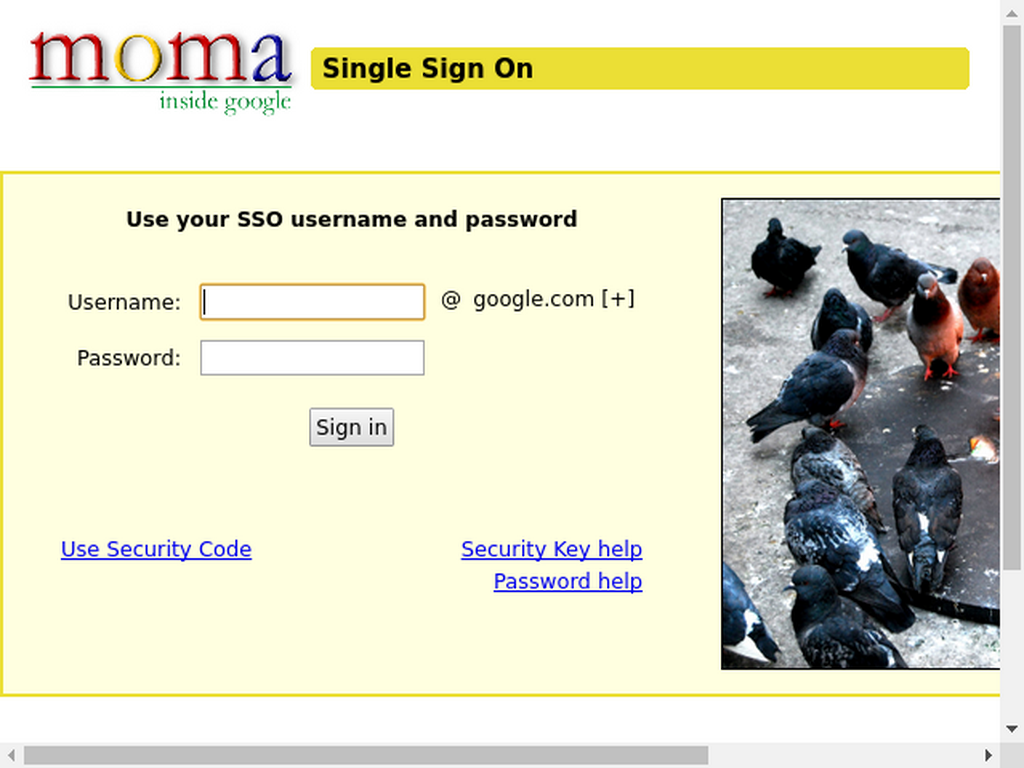 moma
inside google
Single Sign On
Use your SSO username and password
Username: @ google.com [+]
Password:
Sign in
Use Security Code Security Key help
Password help